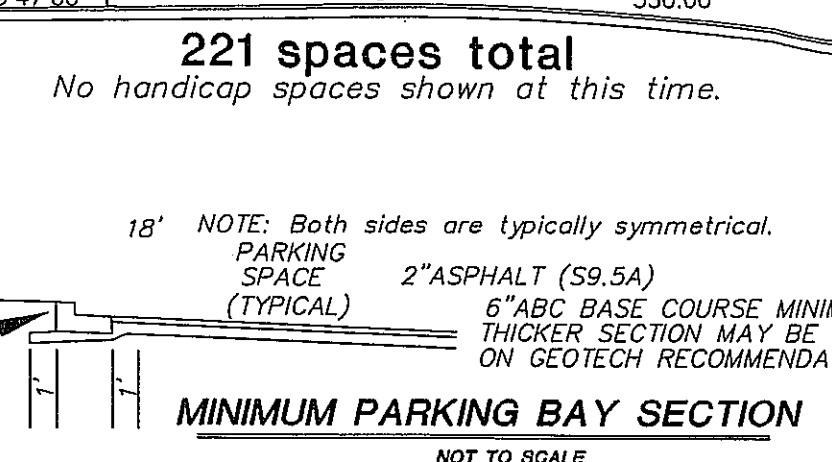 221 spaces total
No handicap spaces shown at this time.
18' NOTE: Both sides are typically symmetrical.
PARKING
SPACE 2"ASPHALT (S9.5A)
(TYPICAL) 6"ABC BASE COURSE
THICKER SECTION MAY BE
ON GEOTECH
1' 1'
MINIMUM PARKING BAY SECTION
NOT TO SCALE